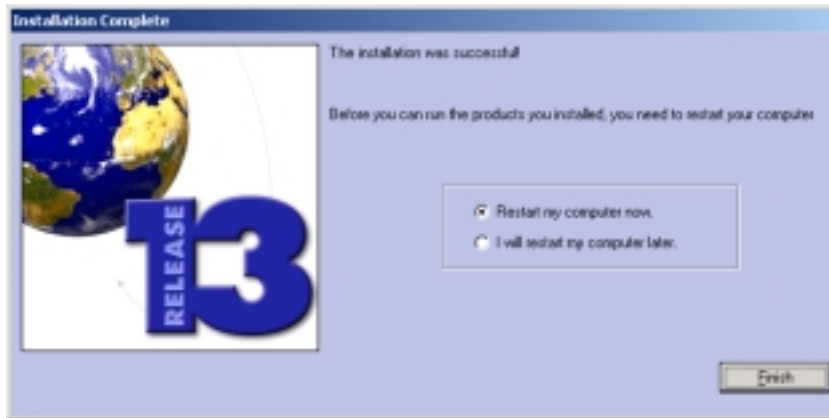 Installation Complete
The installation was successful!
Before you can run the products you installed, you need to restart your computer
RELEASE
13
Restart my computer now.
I will restart my computer later.
Finish